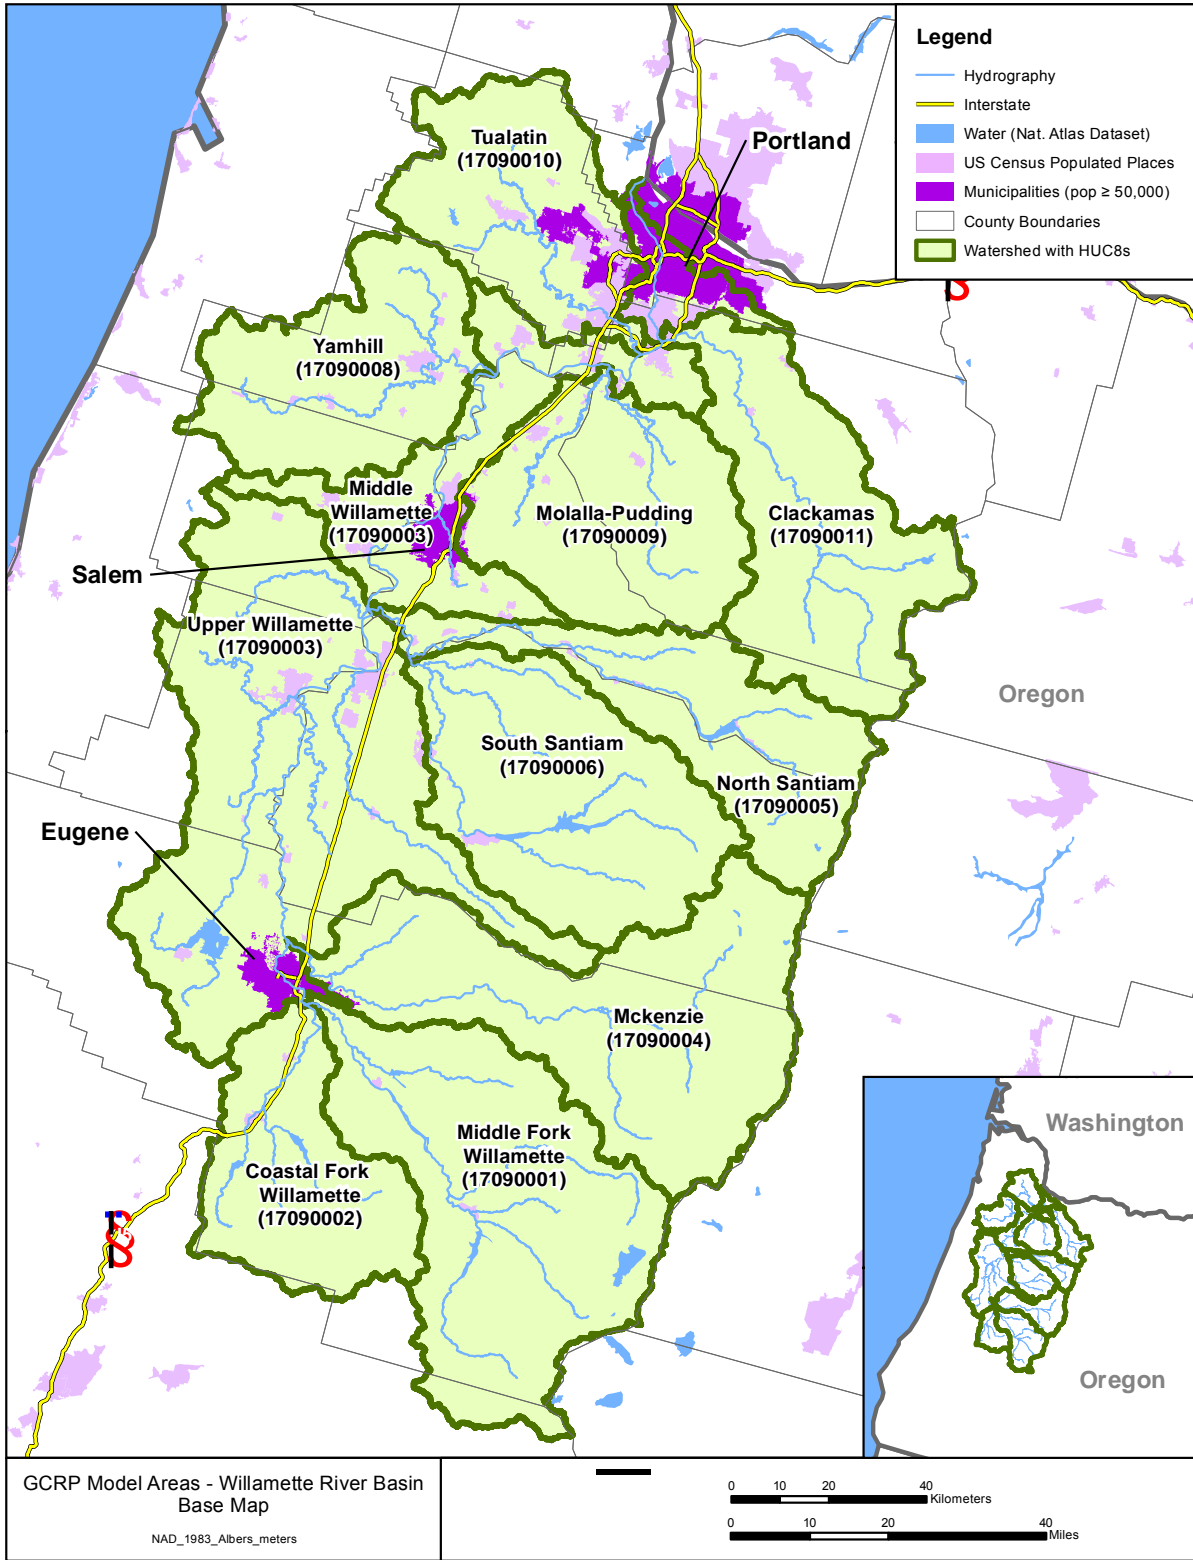 Legend
Hydrography
Interstate
Water (Nat. Atlas Dataset)
US Census Populated Places
Municipalities (pop ≥ 50,000)
County Boundaries
Watershed with HUC8s
Tualatin
(17090010)
Portland
Yamhill
(17090008)
Middle
Willamette
(17090003)
Molalla-Pudding
(17090009)
Clackamas
(17090011)
Salem
Upper Willamette
(17090003)
Oregon
South Santiam
(17090006)
North Santiam
(17090005)
Eugene
Mckenzie
(17090004)
Middle Fork
Willamette
(17090001)
Coastal Fork
Willamette
(17090002)
Washington
Oregon
GCRP Model Areas - Willamette River Basin
Base Map
NAD_1983_Albers_meters
0 10 20 40
Kilometers
0 10 20 40
Miles